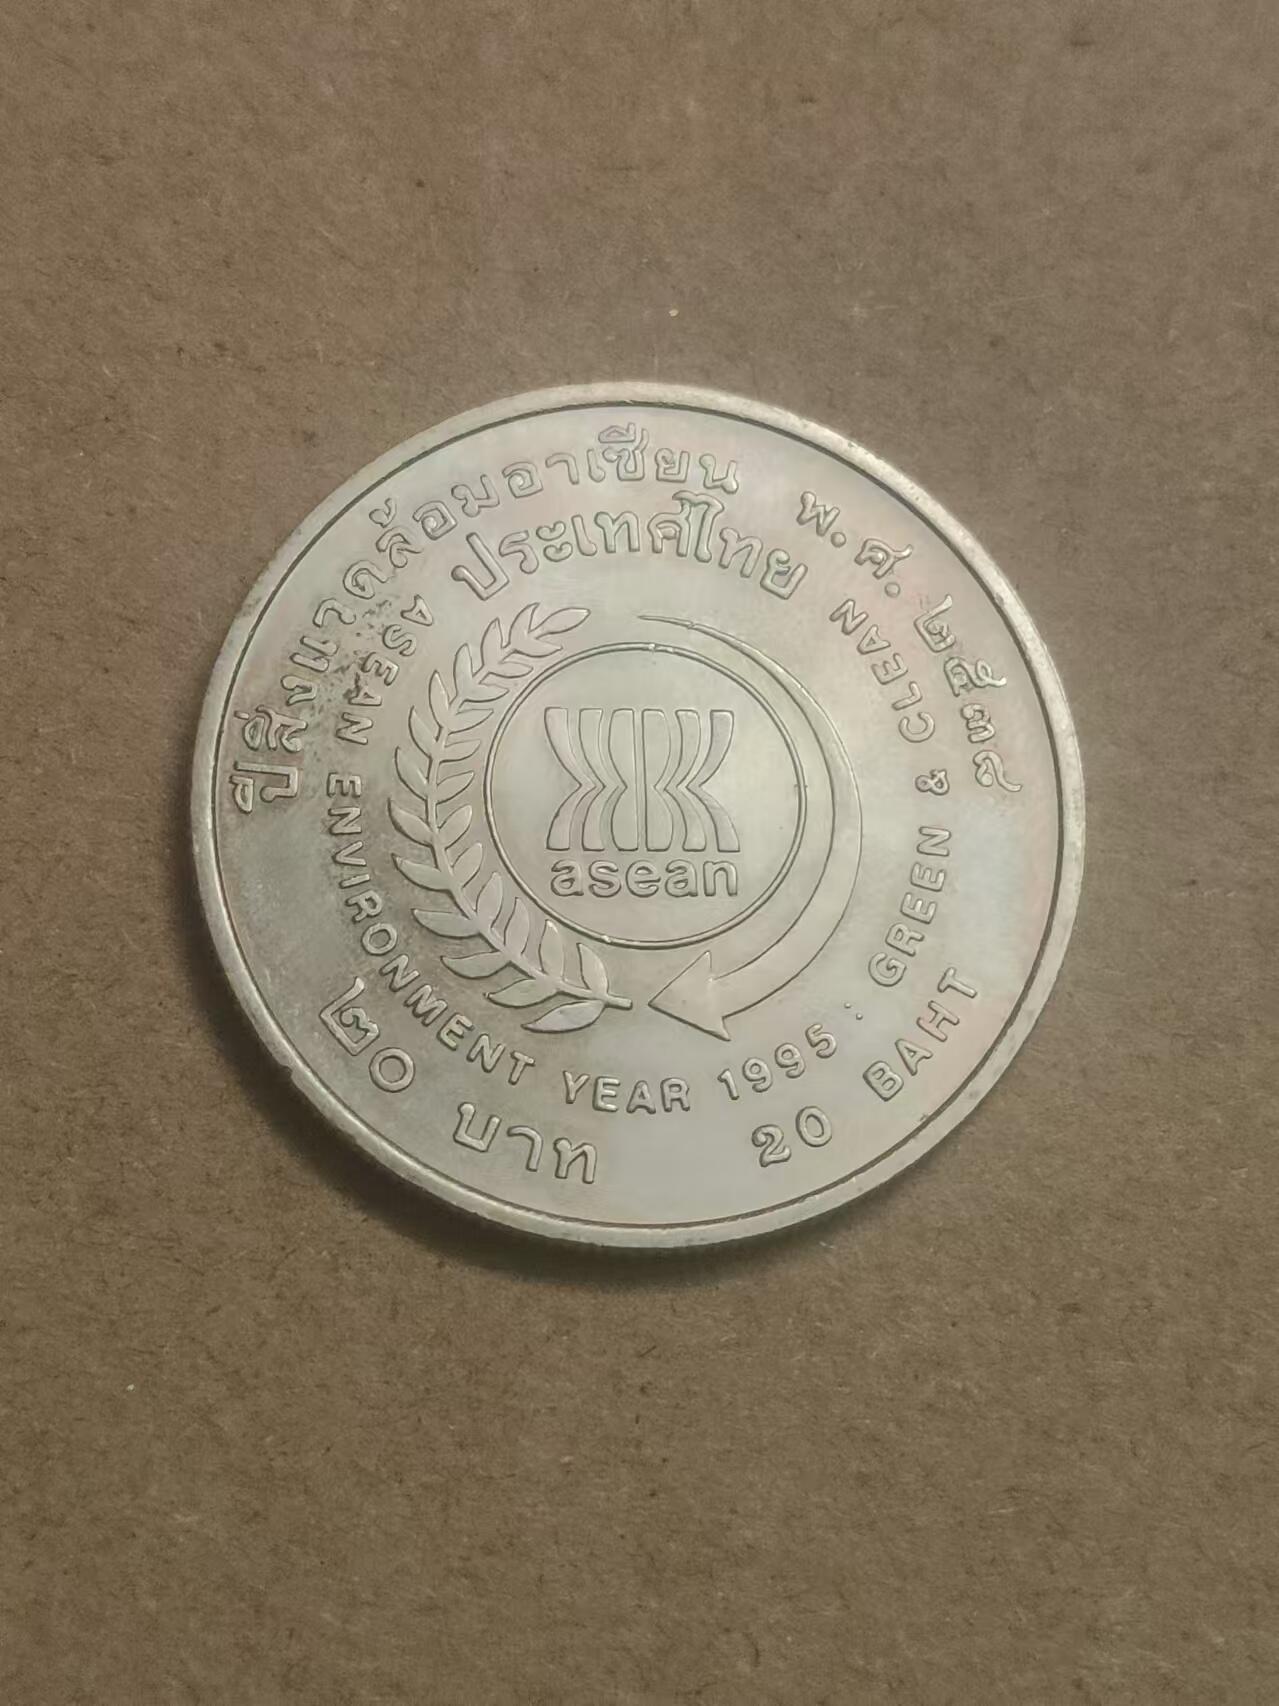 ปีสิ่งแวดล้อมอาเซียน พ.ศ. ๒๕๓๘
ประเทศไทย
ASEAN ENVIRONMENT YEAR 1995 : GREEN & CLEAN
asean
๒๐ บาท 20 BAHT